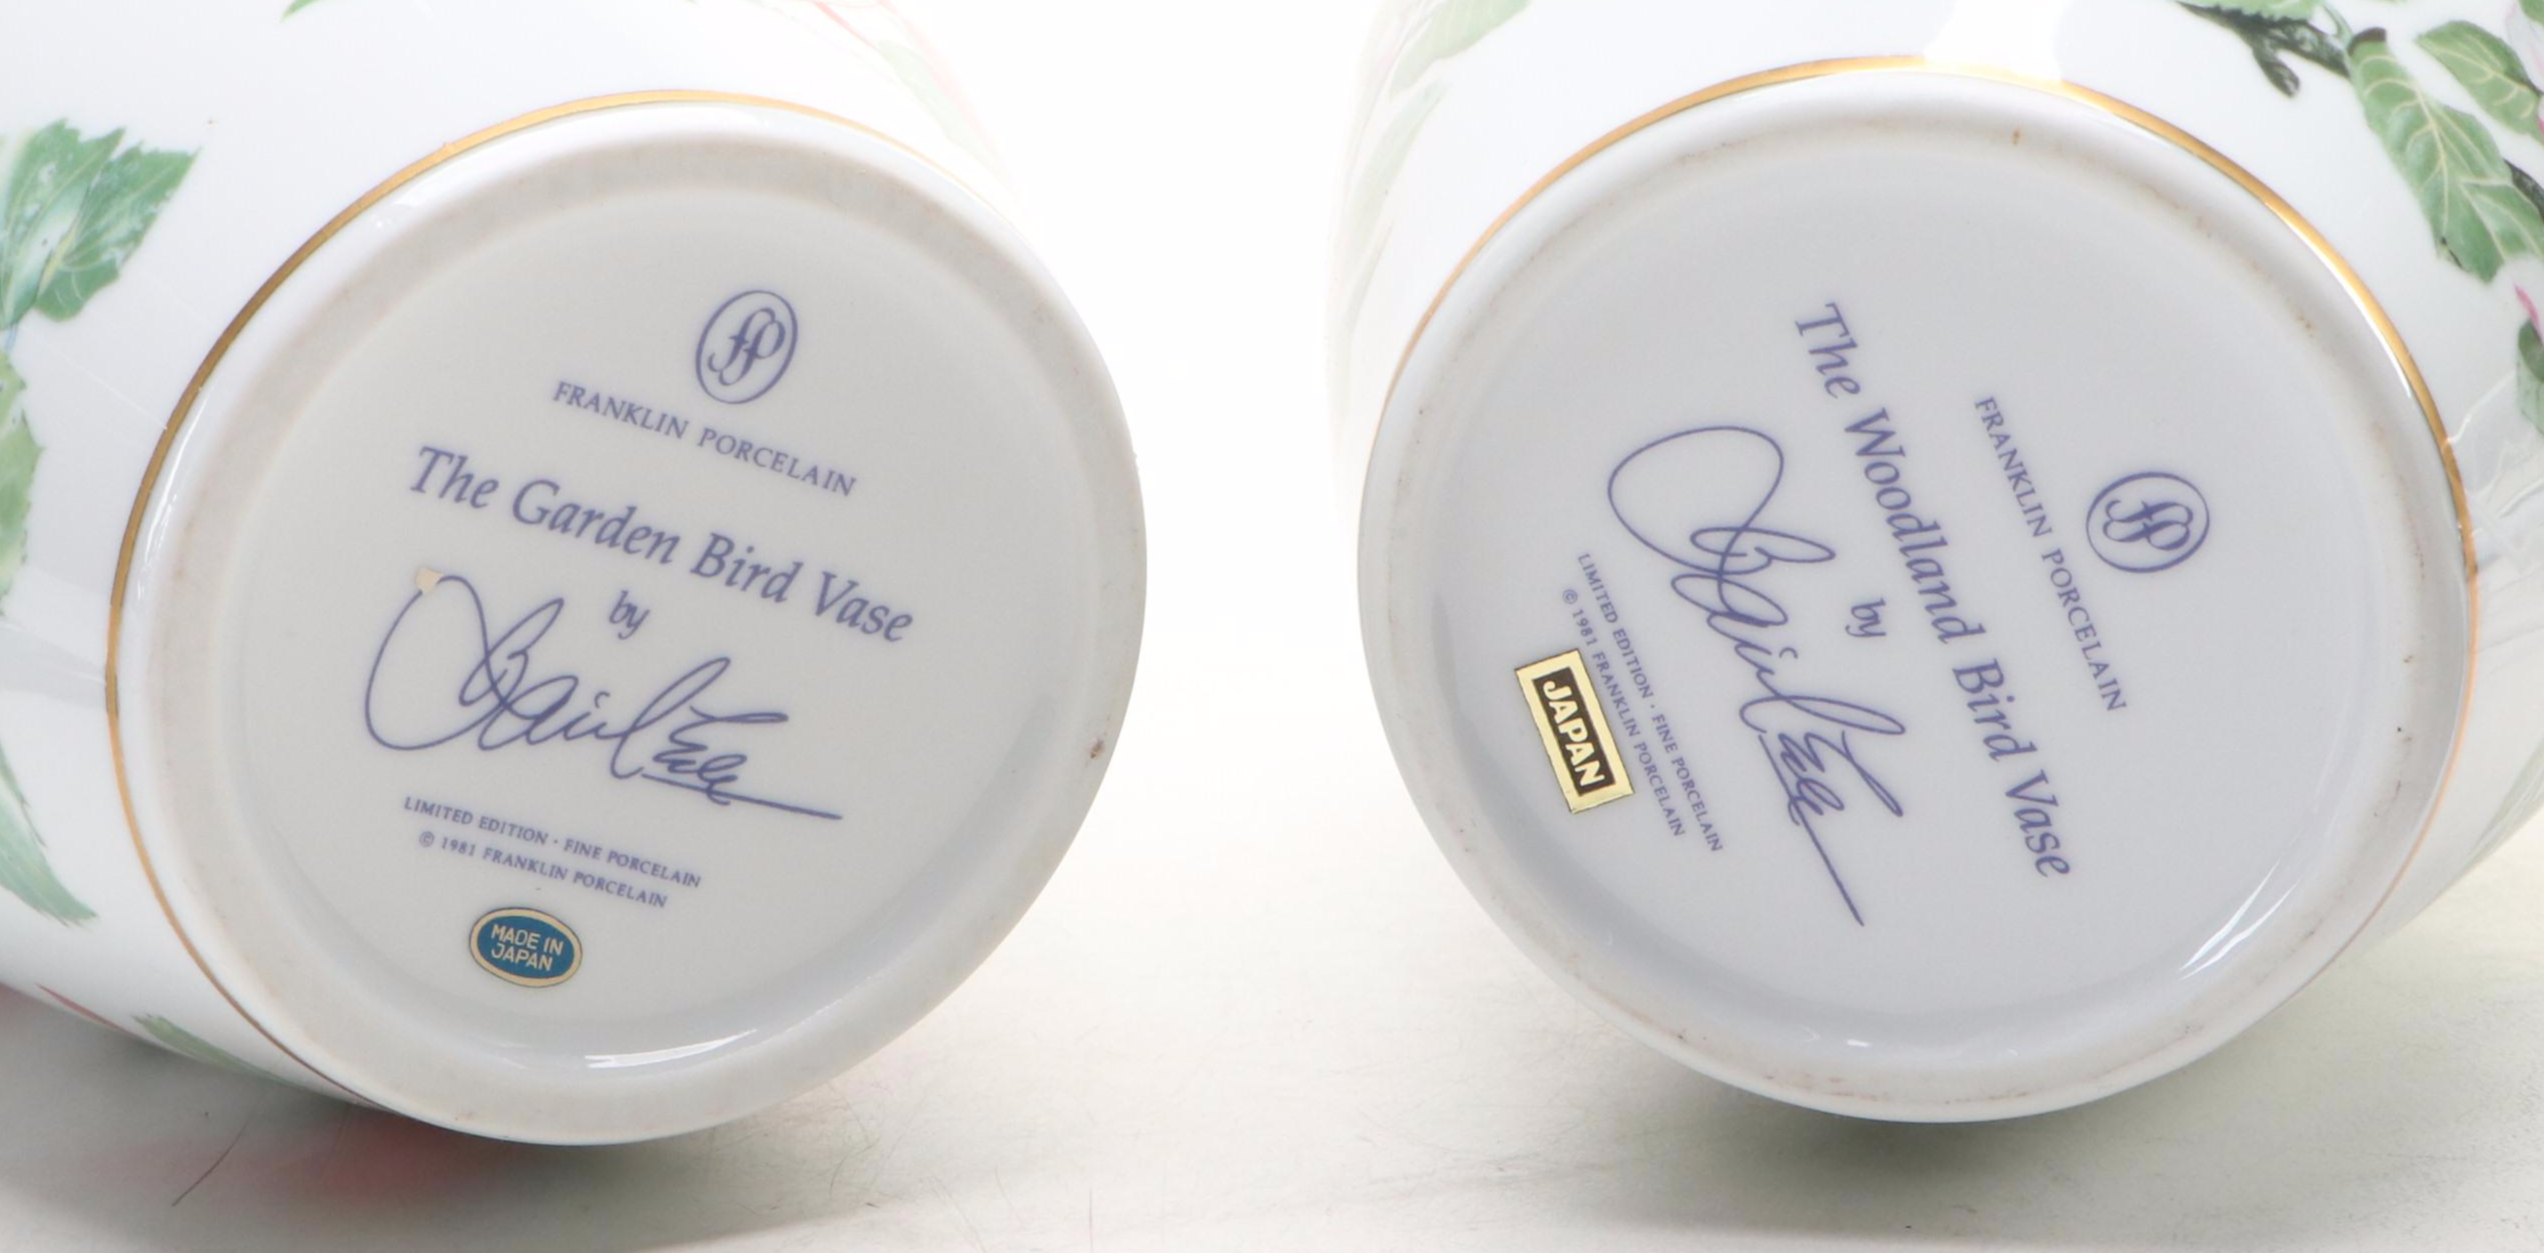 fp
FRANKLIN PORCELAIN
The Garden Bird Vase
by
LIMITED EDITION · FINE PORCELAIN
© 1981 FRANKLIN PORCELAIN
MADE IN
JAPAN
fp
FRANKLIN PORCELAIN
The Woodland Bird Vase
by
LIMITED EDITION · FINE PORCELAIN
© 1981 FRANKLIN PORCELAIN
JAPAN